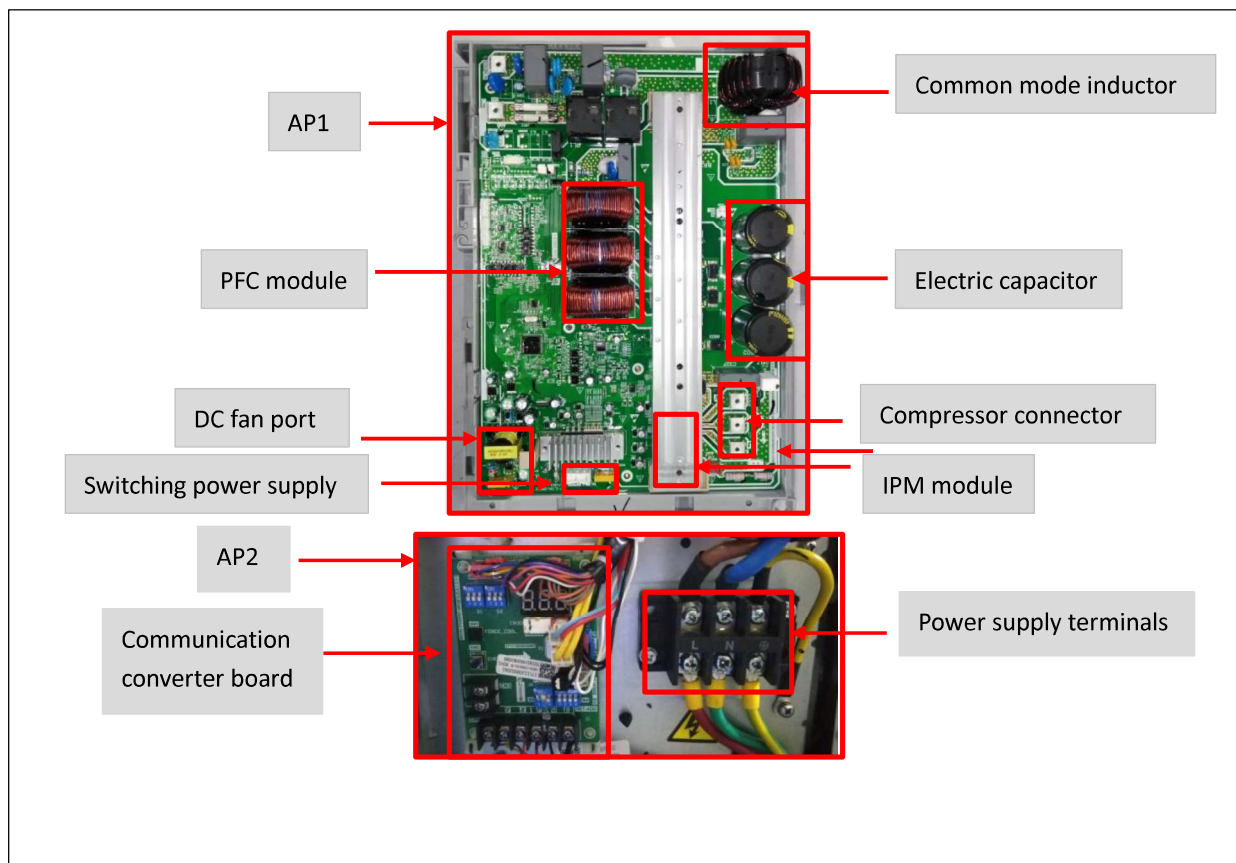 AP1
Common mode inductor
PFC module
Electric capacitor
DC fan port
Compressor connector
Switching power supply
IPM module
AP2
Communication
converter board
Power supply terminals
L N